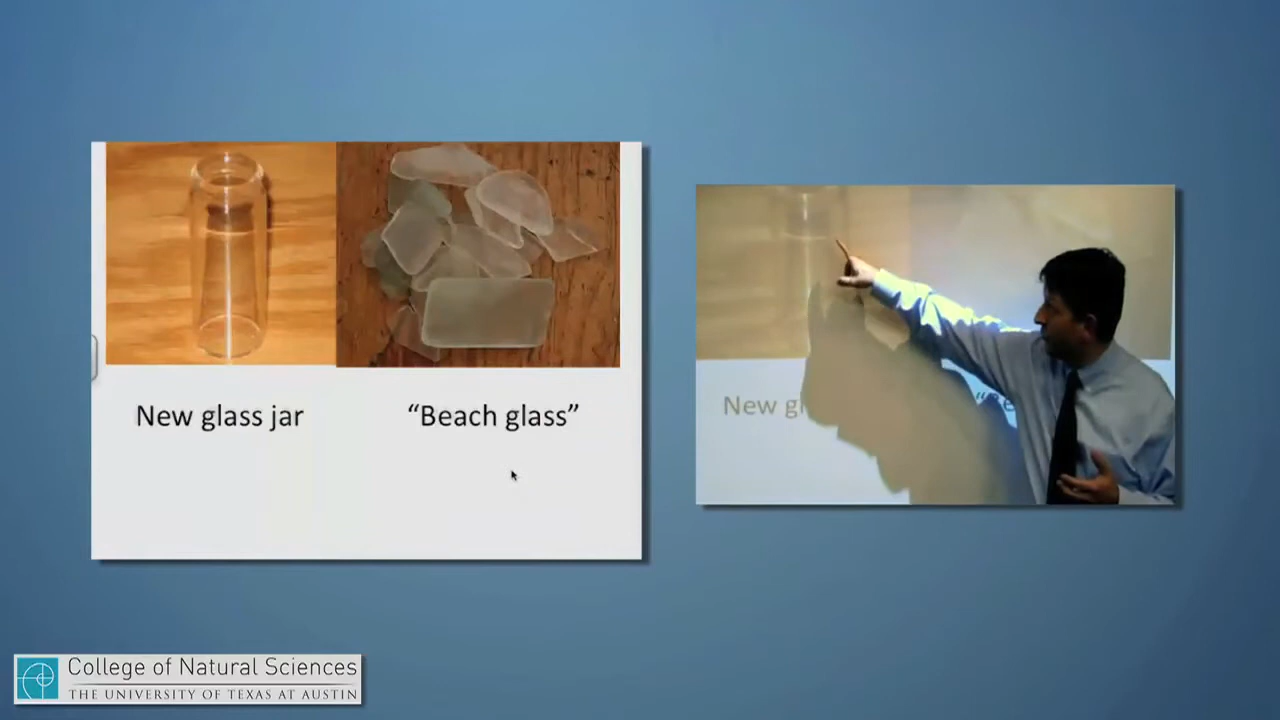 New glass jar
“Beach glass”
New gl
College of Natural Sciences
THE UNIVERSITY OF TEXAS AT AUSTIN